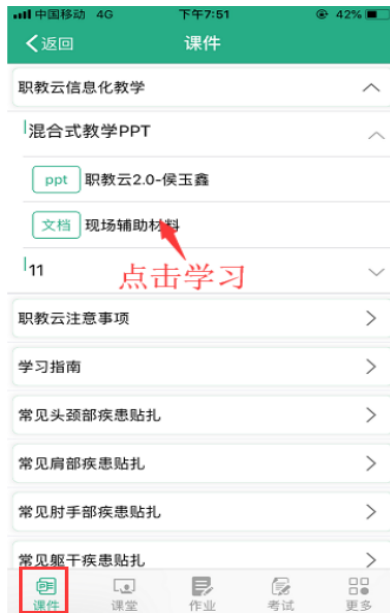 中国移动 4G 下午7:51 42%
返回 课件
职教云信息化教学
混合式教学PPT
ppt 职教云2.0-侯玉鑫
文档 现场辅助材料
11
点击学习
职教云注意事项
学习指南
常见头颈部疾患贴扎
常见肩部疾患贴扎
常见肘手部疾患贴扎
常见躯干疾患贴扎
课件 课堂 作业 考试 更多